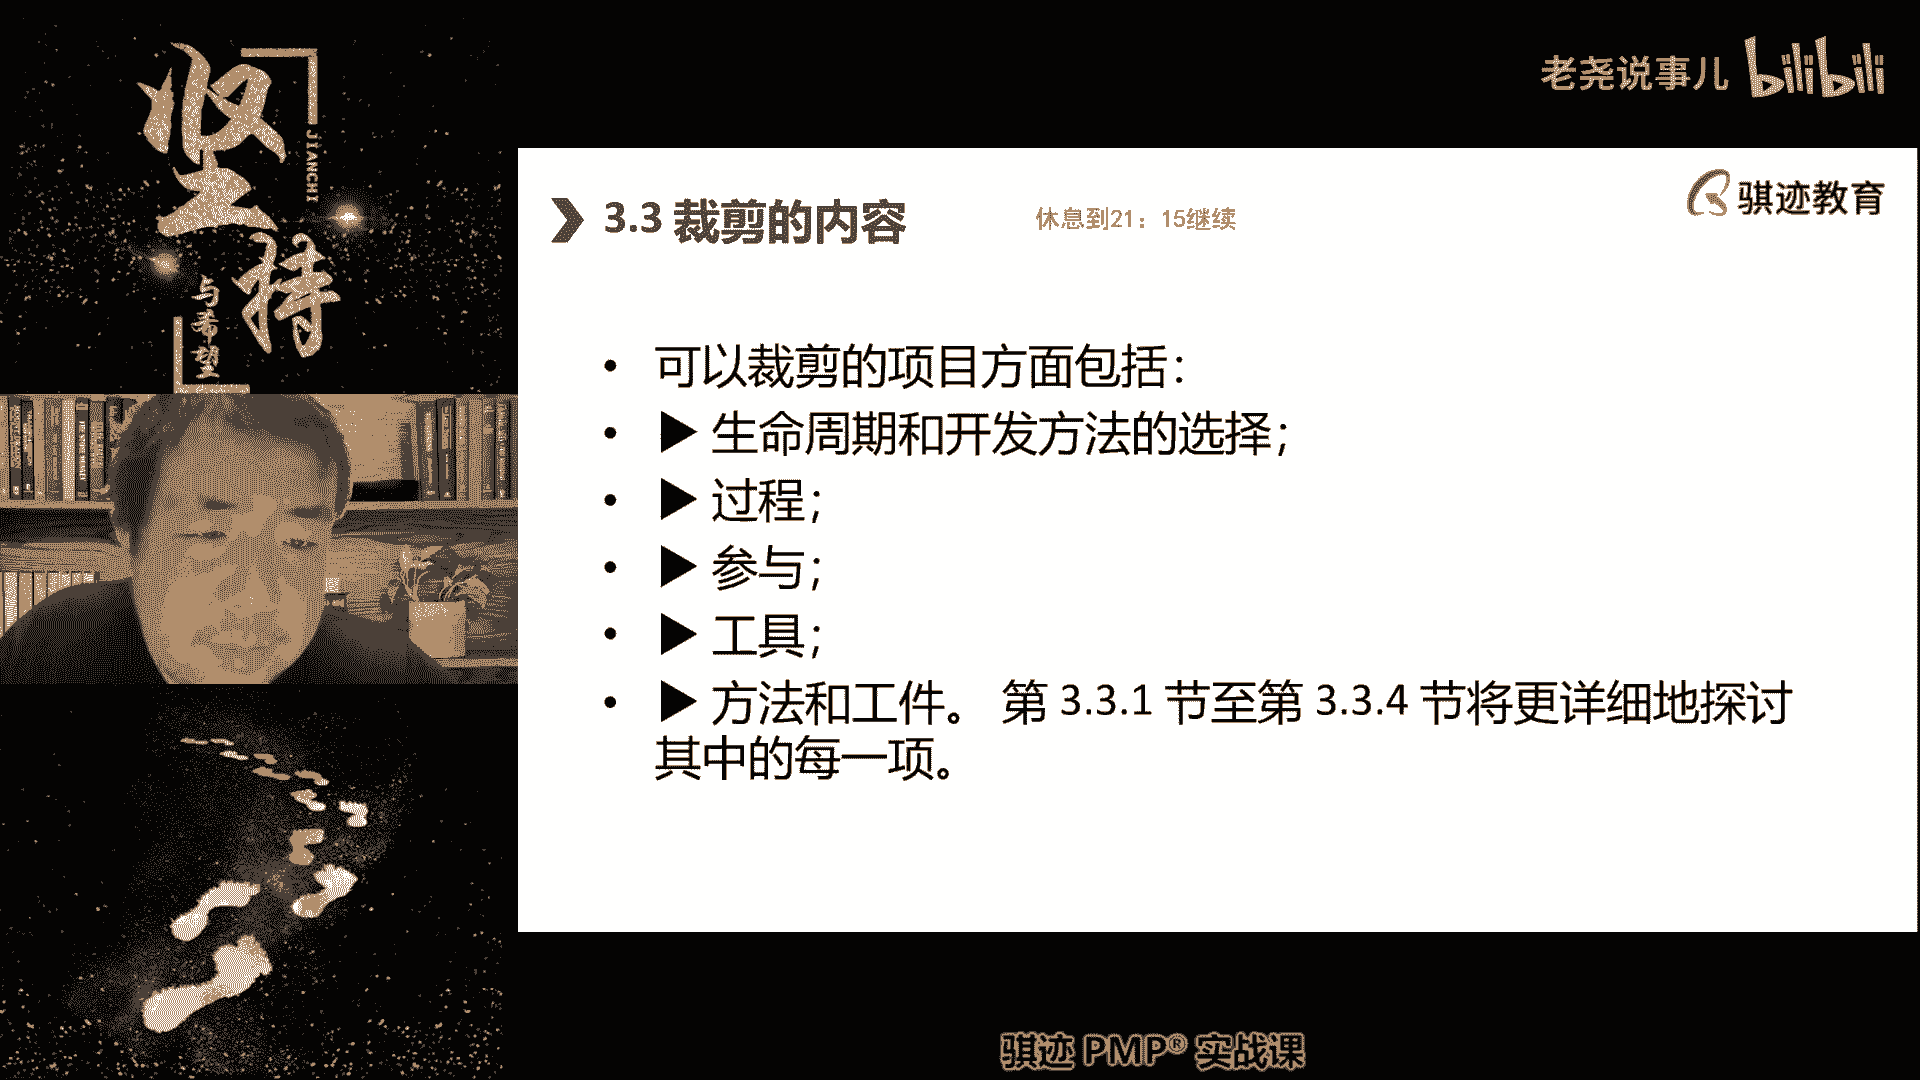 坚持
JIANCHI
与希望
老尧说事儿 bilibili
骐迹教育
3.3 裁剪的内容
休息到21：15继续
• 可以裁剪的项目方面包括：
• ▶ 生命周期和开发方法的选择；
• ▶ 过程；
• ▶ 参与；
• ▶ 工具；
• ▶ 方法和工件。 第 3.3.1 节至第 3.3.4 节将更详细地探讨
其中的每一项。
骐迹 PMP® 实战课